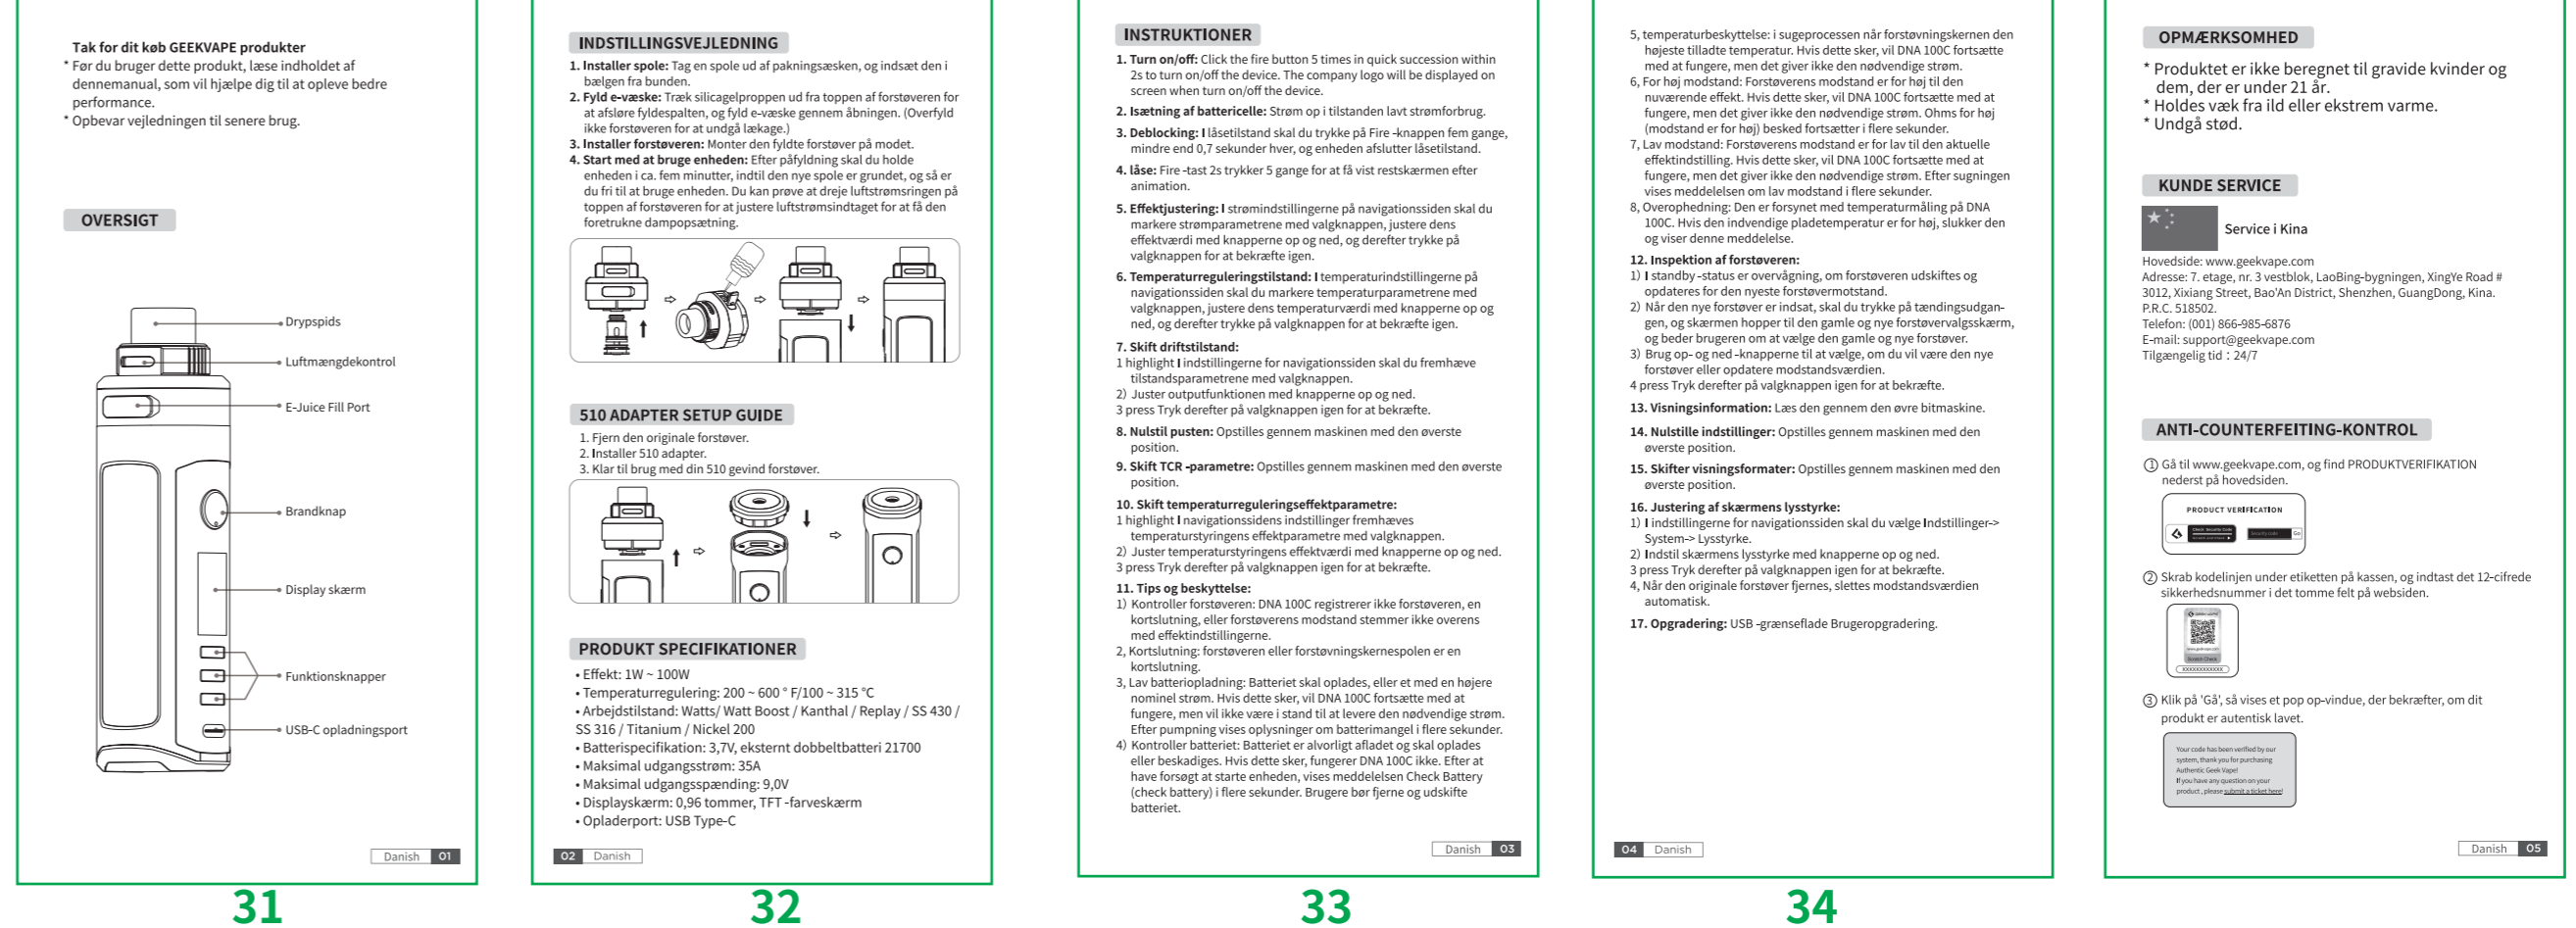 Tak for dit køb GEEKVAPE produkter
* Før du bruger dette produkt, læse indholdet af
dennemanual, som vil hjælpe dig til at opleve bedre
performance.
* Opbevar vejledningen til senere brug.
OVERSIGT
Drypspids
Luftmængdekontrol
E-Juice Fill Port
Brandknap
Display skærm
Funktionsknapper
USB-C opladningsport
Danish 01
31
INDSTILLINGSVEJLEDNING
1. Installer spole: Tag en spole ud af pakningsæsken, og indsæt den i
bælgen fra bunden.
2. Fyld e-væske: Træk silicagelproppen ud fra toppen af forstøveren for
at afsløre fyldespalten, og fyld e-væske gennem åbningen. (Overfyld
ikke forstøveren for at undgå lækage.)
3. Installer forstøveren: Monter den fyldte forstøver på modet.
4. Start med at bruge enheden: Efter påfyldning skal du holde
enheden i ca. fem minutter, indtil den nye spole er grundet, og så er
du fri til at bruge enheden. Du kan prøve at dreje luftstrømsringen på
toppen af forstøveren for at justere luftstrømsindtaget for at få den
foretrukne dampopsætning.
510 ADAPTER SETUP GUIDE
1. Fjern den originale forstøver.
2. Installer 510 adapter.
3. Klar til brug med din 510 gevind forstøver.
PRODUKT SPECIFIKATIONER
• Effekt: 1W ~ 100W
• Temperaturregulering: 200 ~ 600 ° F/100 ~ 315 °C
• Arbejdstilstand: Watts/ Watt Boost / Kanthal / Replay / SS 430 /
SS 316 / Titanium / Nickel 200
• Batterispecifikation: 3,7V, eksternt dobbeltbatteri 21700
• Maksimal udgangsstrøm: 35A
• Maksimal udgangsspænding: 9,0V
• Displayskærm: 0,96 tommer, TFT -farveskærm
• Opladerport: USB Type-C
02 Danish
32
INSTRUKTIONER
1. Turn on/off: Click the fire button 5 times in quick succession within
2s to turn on/off the device. The company logo will be displayed on
screen when turn on/off the device.
2. Isætning af battericelle: Strøm op i tilstanden lavt strømforbrug.
3. Deblocking: I låsetilstand skal du trykke på Fire -knappen fem gange,
mindre end 0,7 sekunder hver, og enheden afslutter låsetilstand.
4. låse: Fire -tast 2s trykker 5 gange for at få vist restskærmen efter
animation.
5. Effektjustering: I strømindstillingerne på navigationssiden skal du
markere strømparametrene med valgknappen, justere dens
effektværdi med knapperne op og ned, og derefter trykke på
valgknappen for at bekræfte igen.
6. Temperaturreguleringstilstand: I temperaturindstillingerne på
navigationssiden skal du markere temperaturparametrene med
valgknappen, justere dens temperaturværdi med knapperne op og
ned, og derefter trykke på valgknappen for at bekræfte igen.
7. Skift driftstilstand:
1 highlight I indstillingerne for navigationssiden skal du fremhæve
tilstandsparametrene med valgknappen.
2) Juster outputfunktionen med knapperne op og ned.
3 press Tryk derefter på valgknappen igen for at bekræfte.
8. Nulstil pusten: Opstilles gennem maskinen med den øverste
position.
9. Skift TCR -parametre: Opstilles gennem maskinen med den øverste
position.
10. Skift temperaturreguleringseffektparametre:
1 highlight I navigationssidens indstillinger fremhæves
temperaturstyringens effektparametre med valgknappen.
2) Juster temperaturstyringens effektværdi med knapperne op og ned.
3 press Tryk derefter på valgknappen igen for at bekræfte.
11. Tips og beskyttelse:
1) Kontroller forstøveren: DNA 100C registrerer ikke forstøveren, en
kortslutning, eller forstøverens modstand stemmer ikke overens
med effektindstillingerne.
2, Kortslutning: forstøveren eller forstøvningskernespolen er en
kortslutning.
3, Lav batteriopladning: Batteriet skal oplades, eller et med en højere
nominel strøm. Hvis dette sker, vil DNA 100C fortsætte med at
fungere, men vil ikke være i stand til at levere den nødvendige strøm.
Efter pumpning vises oplysninger om batterimangel i flere sekunder.
4) Kontroller batteriet: Batteriet er alvorligt afladet og skal oplades
eller beskadiges. Hvis dette sker, fungerer DNA 100C ikke. Efter at
have forsøgt at starte enheden, vises meddelelsen Check Battery
(check battery) i flere sekunder. Brugere bør fjerne og udskifte
batteriet.
Danish 03
33
5, temperaturbeskyttelse: i sugeprocessen når forstøvningskernen den
højeste tilladte temperatur. Hvis dette sker, vil DNA 100C fortsætte
med at fungere, men det giver ikke den nødvendige strøm.
6, For høj modstand: Forstøverens modstand er for høj til den
nuværende effekt. Hvis dette sker, vil DNA 100C fortsætte med at
fungere, men det giver ikke den nødvendige strøm. Ohms for høj
(modstand er for høj) besked fortsætter i flere sekunder.
7, Lav modstand: Forstøverens modstand er for lav til den aktuelle
effektindstilling. Hvis dette sker, vil DNA 100C fortsætte med at
fungere, men det giver ikke den nødvendige strøm. Efter sugningen
vises meddelelsen om lav modstand i flere sekunder.
8, Overophedning: Den er forsynet med temperaturmåling på DNA
100C. Hvis den indvendige pladetemperatur er for høj, slukker den
og viser denne meddelelse.
12. Inspektion af forstøveren:
1) I standby -status er overvågning, om forstøveren udskiftes og
opdateres for den nyeste forstøvermotstand.
2) Når den nye forstøver er indsat, skal du trykke på tændingsudgan-
gen, og skærmen hopper til den gamle og nye forstøvervalgsskærm,
og beder brugeren om at vælge den gamle og nye forstøver.
3) Brug op- og ned -knapperne til at vælge, om du vil være den nye
forstøver eller opdatere modstandsværdien.
4 press Tryk derefter på valgknappen igen for at bekræfte.
13. Visningsinformation: Læs den gennem den øvre bitmaskine.
14. Nulstille indstillinger: Opstilles gennem maskinen med den
øverste position.
15. Skifter visningsformater: Opstilles gennem maskinen med den
øverste position.
16. Justering af skærmens lysstyrke:
1) I indstillingerne for navigationssiden skal du vælge Indstillinger->
System-> Lysstyrke.
2) Indstil skærmens lysstyrke med knapperne op og ned.
3 press Tryk derefter på valgknappen igen for at bekræfte.
4, Når den originale forstøver fjernes, slettes modstandsværdien
automatisk.
17. Opgradering: USB -grænseflade Brugeropgradering.
04 Danish
34
OPMÆRKSOMHED
* Produktet er ikke beregnet til gravide kvinder og
dem, der er under 21 år.
* Holdes væk fra ild eller ekstrem varme.
* Undgå stød.
KUNDE SERVICE
Service i Kina
Hovedside: www.geekvape.com
Adresse: 7. etage, nr. 3 vestblok, LaoBing-bygningen, XingYe Road #
3012, Xixiang Street, Bao'An District, Shenzhen, GuangDong, Kina.
P.R.C. 518502.
Telefon: (001) 866-985-6876
E-mail: support@geekvape.com
Tilgængelig tid : 24/7
ANTI-COUNTERFEITING-KONTROL
① Gå til www.geekvape.com, og find PRODUKTVERIFIKATION
nederst på hovedsiden.
PRODUCT VERIFICATION
Check Security Code
Security code
Go
② Skrab kodelinjen under etiketten på kassen, og indtast det 12-cifrede
sikkerhedsnummer i det tomme felt på websiden.
www.geekvape.com
Scratch Check
XXXXXXXXXXXX
③ Klik på 'Gå', så vises et pop op-vindue, der bekræfter, om dit
produkt er autentisk lavet.
Your code has been verified by our
system, thank you for purchasing
Authentic Geek Vape!
If you have any question on your
product , please submit a ticket here!
Danish 05